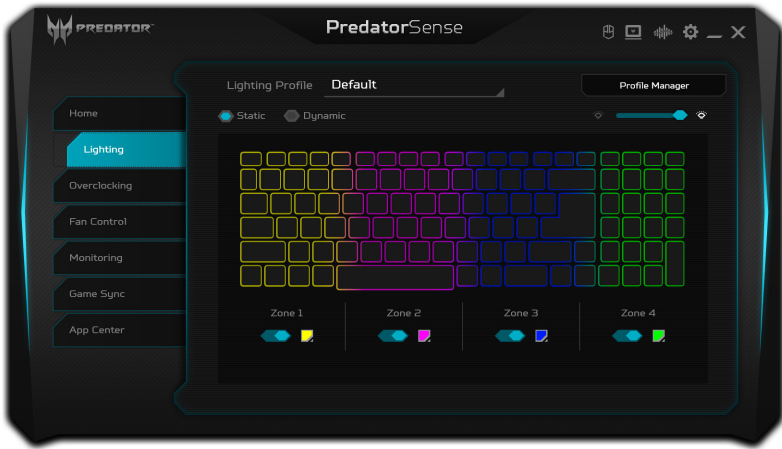 PREDATOR
PredatorSense
Lighting Profile Default
Profile Manager
Static Dynamic
Home
Lighting
Overclocking
Fan Control
Monitoring
Game Sync
App Center
Zone 1 Zone 2 Zone 3 Zone 4